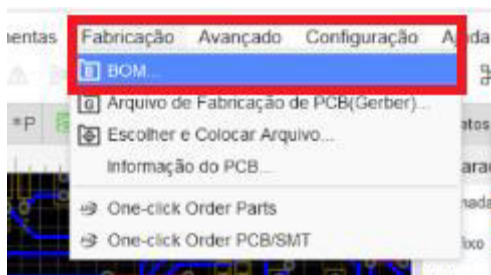 Fabricação Avançado Configuração Ajuda
BOM...
Arquivo de Fabricação de PCB(Gerber)...
*P
Escolher e Colocar Arquivo...
Informação do PCB...
One-click Order Parts
One-click Order PCB/SMT